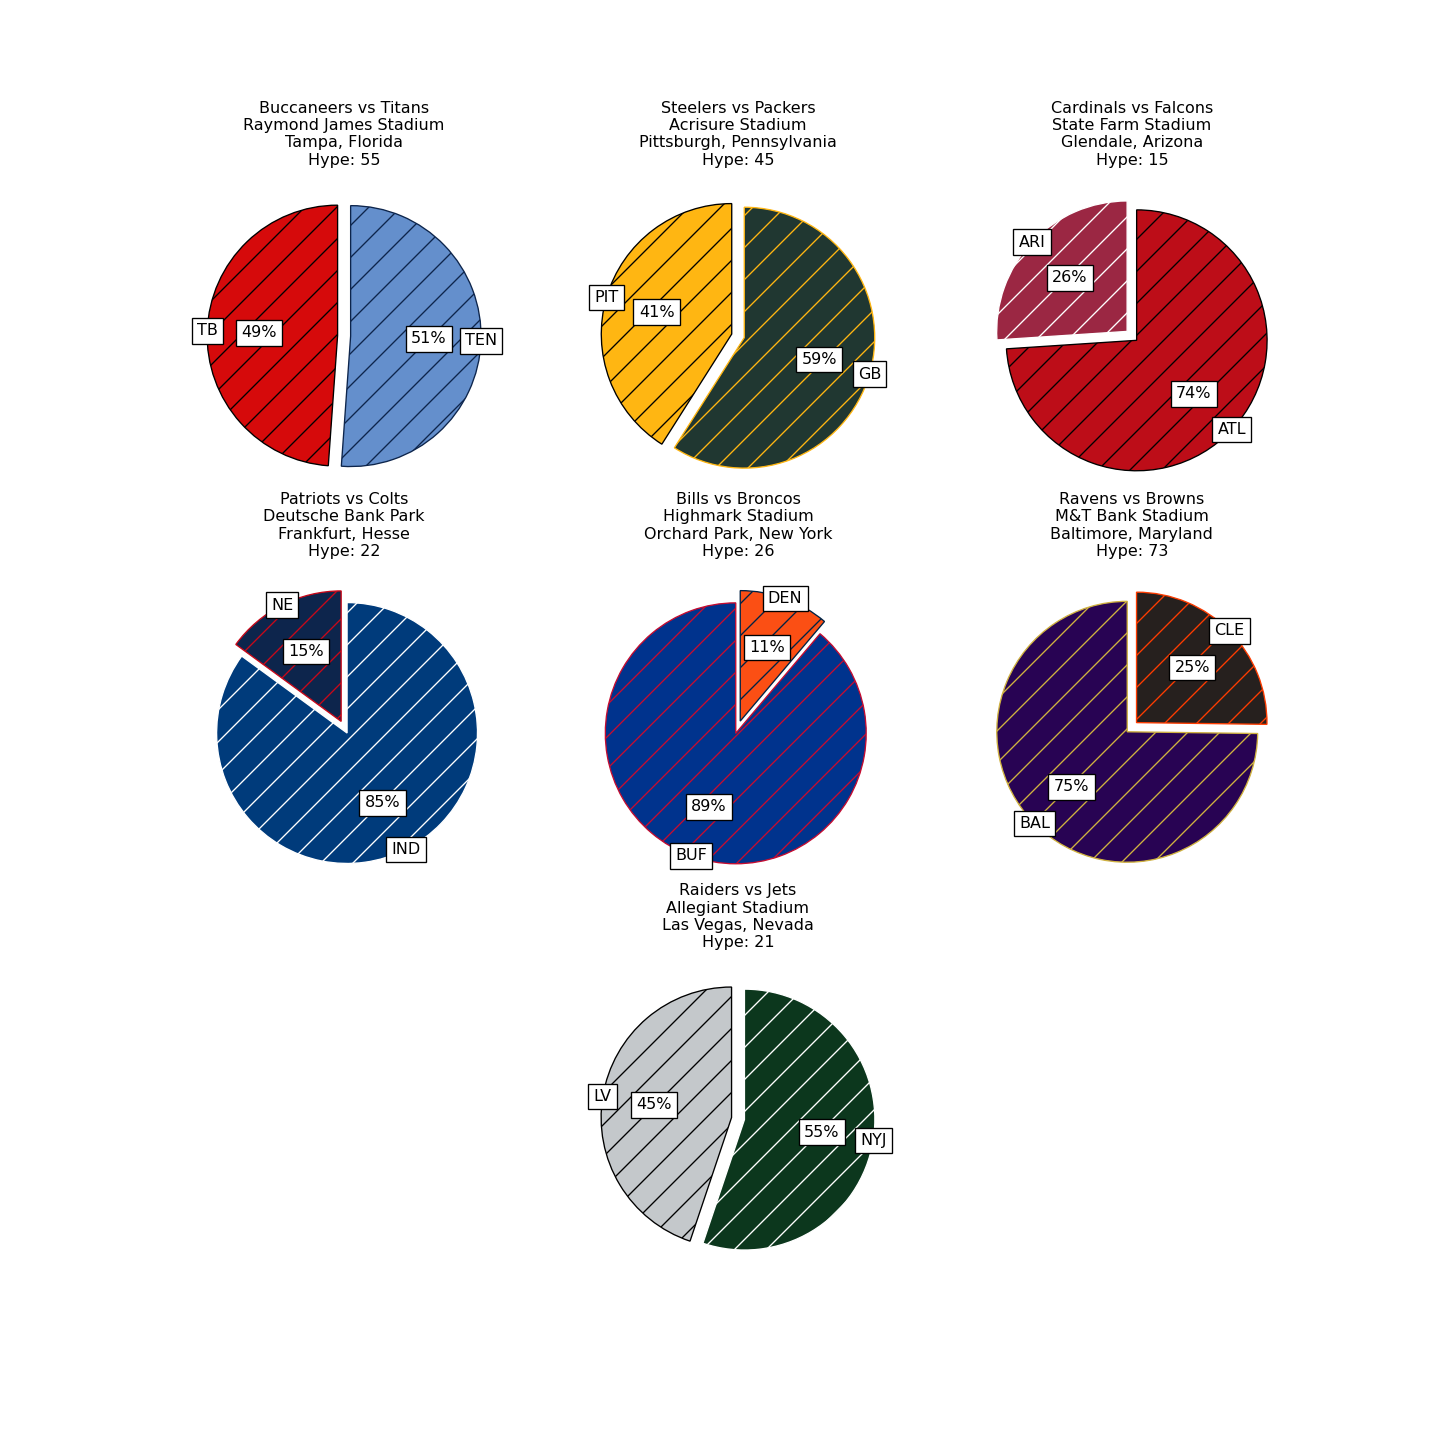 Buccaneers vs Titans
Raymond James Stadium
Tampa, Florida
Hype: 55
TB
49%
51%
TEN
Steelers vs Packers
Acrisure Stadium
Pittsburgh, Pennsylvania
Hype: 45
PIT
41%
59%
GB
Cardinals vs Falcons
State Farm Stadium
Glendale, Arizona
Hype: 15
ARI
26%
74%
ATL
Patriots vs Colts
Deutsche Bank Park
Frankfurt, Hesse
Hype: 22
NE
15%
85%
IND
Bills vs Broncos
Highmark Stadium
Orchard Park, New York
Hype: 26
DEN
11%
89%
BUF
Ravens vs Browns
M&T Bank Stadium
Baltimore, Maryland
Hype: 73
CLE
25%
75%
BAL
Raiders vs Jets
Allegiant Stadium
Las Vegas, Nevada
Hype: 21
LV
45%
55%
NYJ